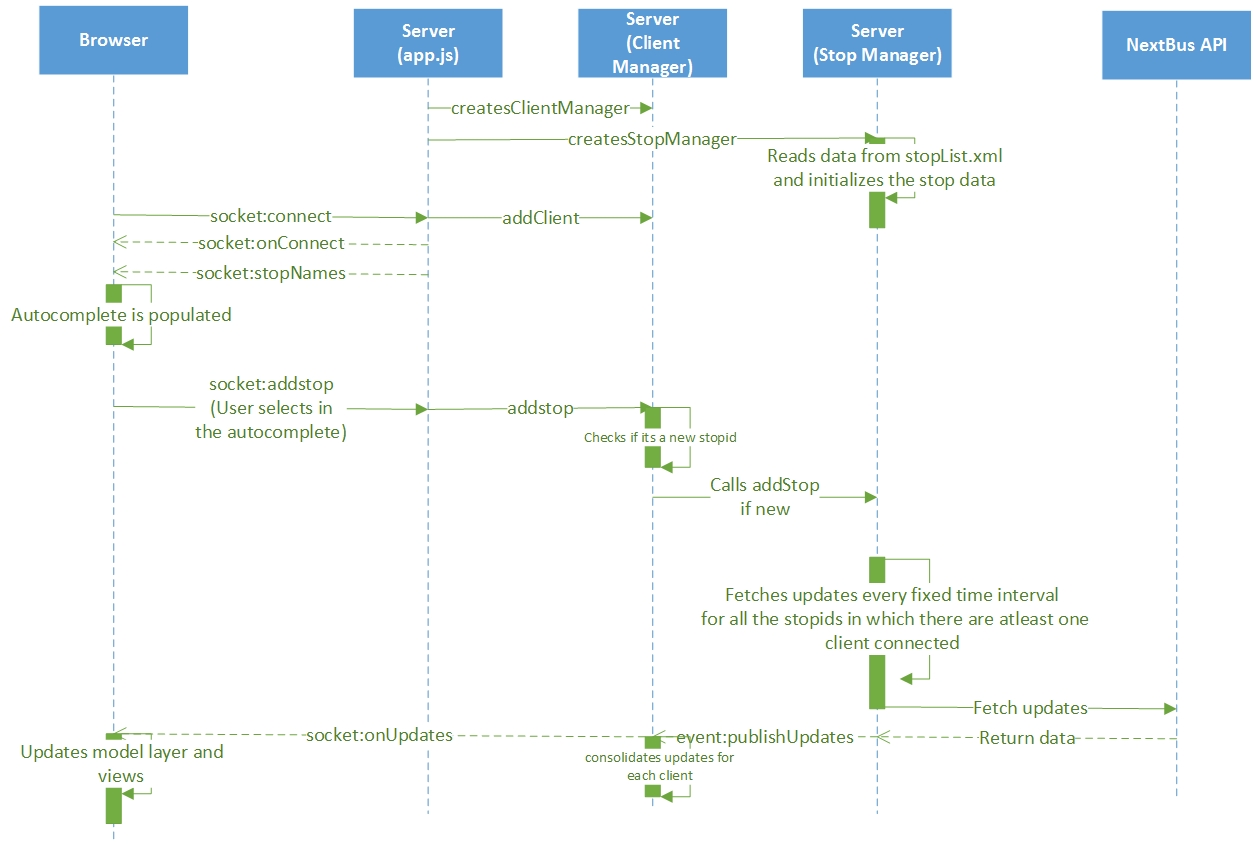 Browser
Server
(app.js)
Server
(Client
Manager)
Server
(Stop Manager)
NextBus API
createsClientManager
createsStopManager
Reads data from stopList.xml
and initializes the stop data
socket:connect
addClient
socket:onConnect
socket:stopNames
Autocomplete is populated
socket:addstop
(User selects in
the autocomplete)
addstop
Checks if its a new stopid
Calls addStop
if new
Fetches updates every fixed time interval
for all the stopids in which there are atleast one
client connected
Fetch updates
socket:onUpdates
event:publishUpdates
Return data
Updates model layer and
views
consolidates updates for
each client